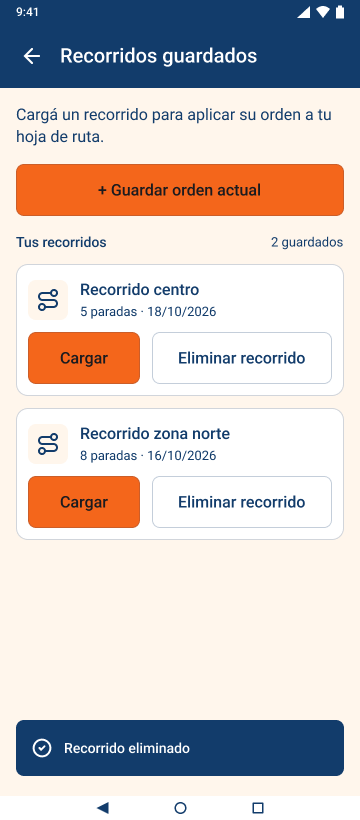 9:41
Recorridos guardados
Cargá un recorrido para aplicar su orden a tu
hoja de ruta.
+ Guardar orden actual
Tus recorridos
2 guardados
Recorrido centro
5 paradas · 18/10/2026
Cargar
Eliminar recorrido
Recorrido zona norte
8 paradas · 16/10/2026
Cargar
Eliminar recorrido
Recorrido eliminado